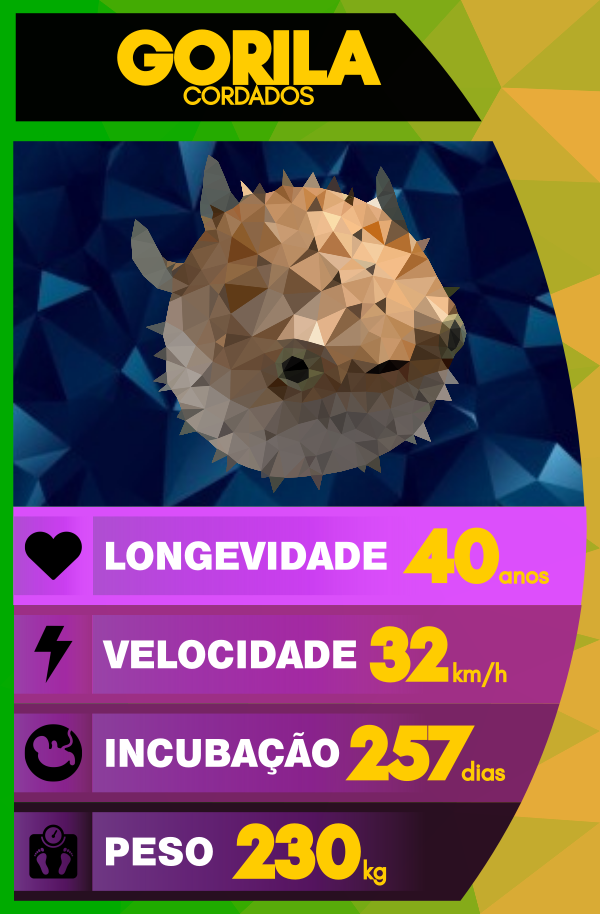 GORILA
CORDADOS
LONGEVIDADE 40 anos
VELOCIDADE 32 km/h
INCUBAÇÃO 257 dias
PESO 230 kg